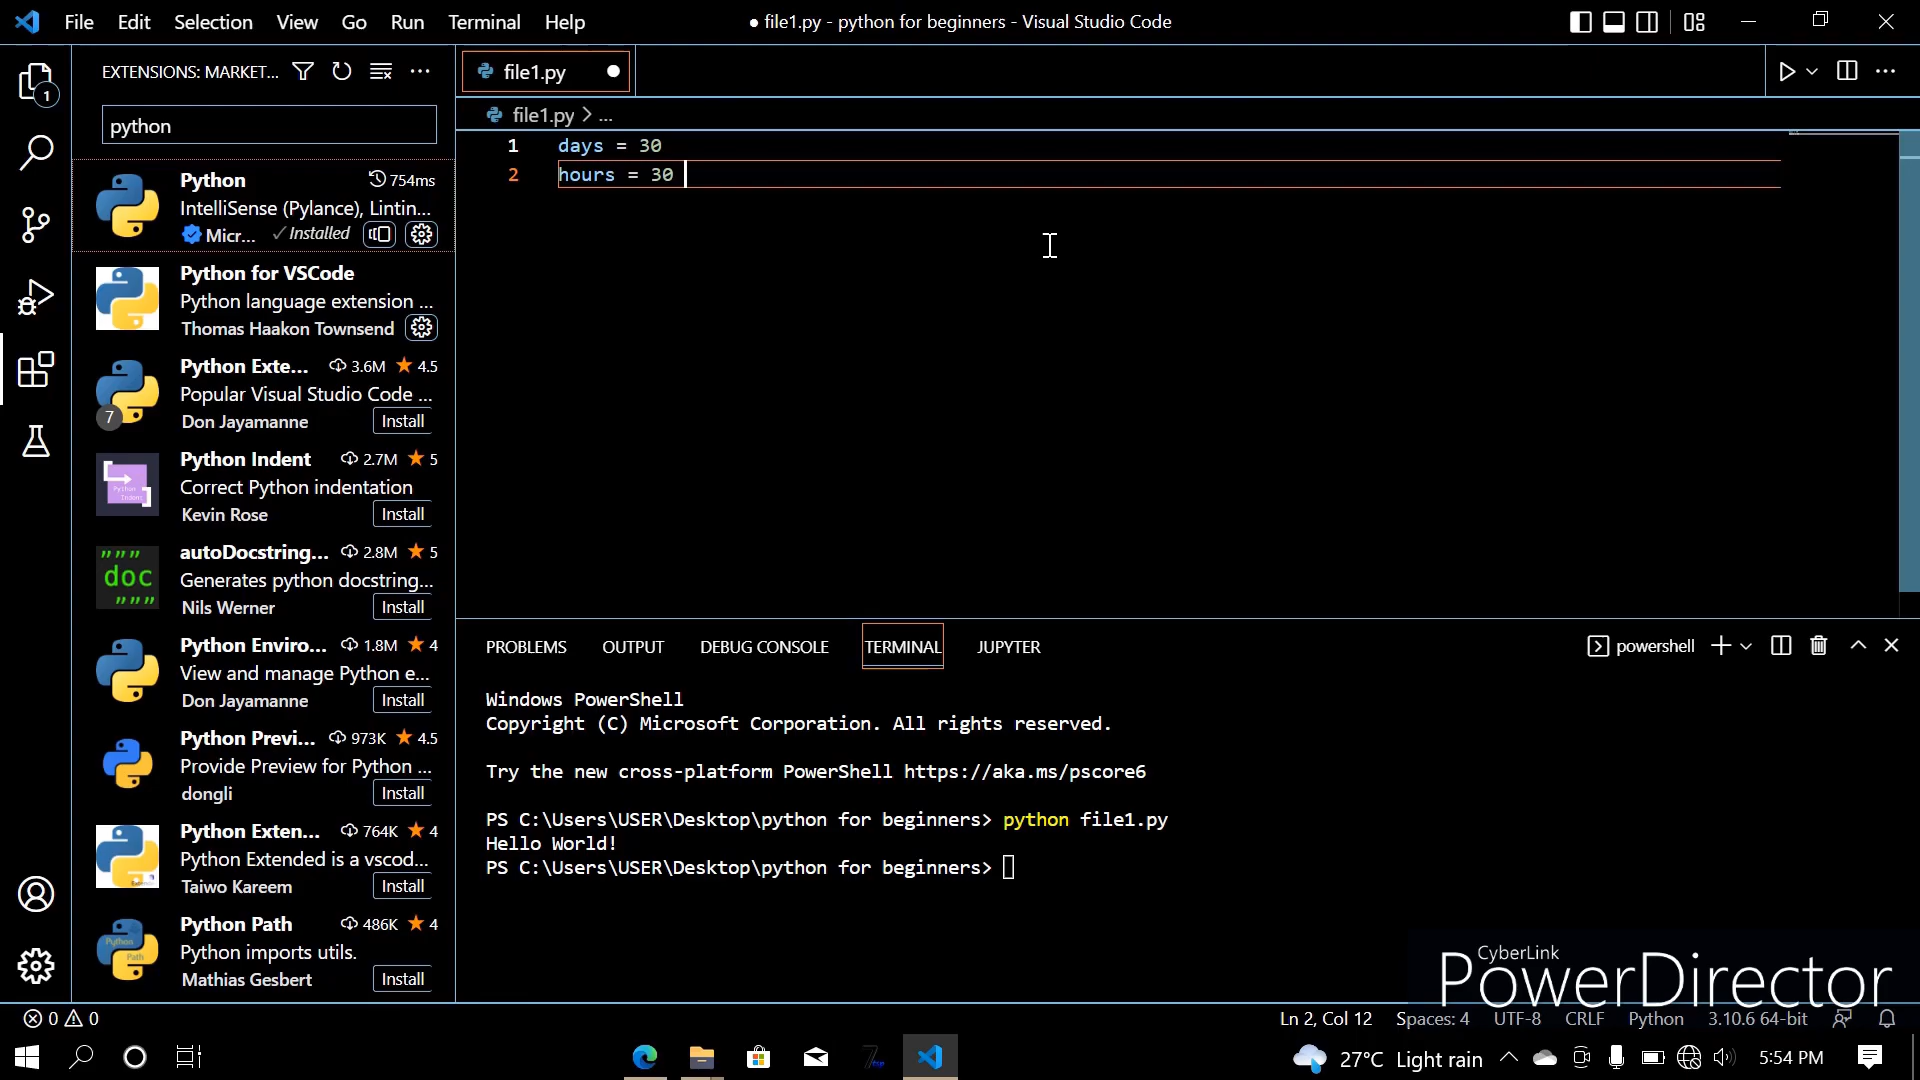 File Edit Selection View Go Run Terminal Help
● file1.py - python for beginners - Visual Studio Code
EXTENSIONS: MARKET...
file1.py
1
python
file1.py > ...
1 days = 30
2 hours = 30
Python 754ms
IntelliSense (Pylance), Lintin...
Micr... ✓Installed
Python for VSCode
Python language extension ...
Thomas Haakon Townsend
Python Exte... 3.6M ★ 4.5
Popular Visual Studio Code ...
7
Don Jayamanne Install
Python Indent 2.7M ★ 5
Correct Python indentation
Kevin Rose Install
autoDocstring... 2.8M ★ 5
doc
Generates python docstring...
Nils Werner Install
Python Enviro... 1.8M ★ 4
View and manage Python e...
Don Jayamanne Install
Python Previ... 973K ★ 4.5
Provide Preview for Python ...
dongli Install
Python Exten... 764K ★ 4
Python Extended is a vscod...
Taiwo Kareem Install
Python Path 486K ★ 4
Python imports utils.
Mathias Gesbert Install
PROBLEMS OUTPUT DEBUG CONSOLE TERMINAL JUPYTER
powershell
Windows PowerShell
Copyright (C) Microsoft Corporation. All rights reserved.
Try the new cross-platform PowerShell https://aka.ms/pscore6
PS C:\Users\USER\Desktop\python for beginners> python file1.py
Hello World!
PS C:\Users\USER\Desktop\python for beginners>
CyberLink
PowerDirector
0 0
Ln 2, Col 12 Spaces: 4 UTF-8 CRLF Python 3.10.6 64-bit
27°C Light rain 5:54 PM